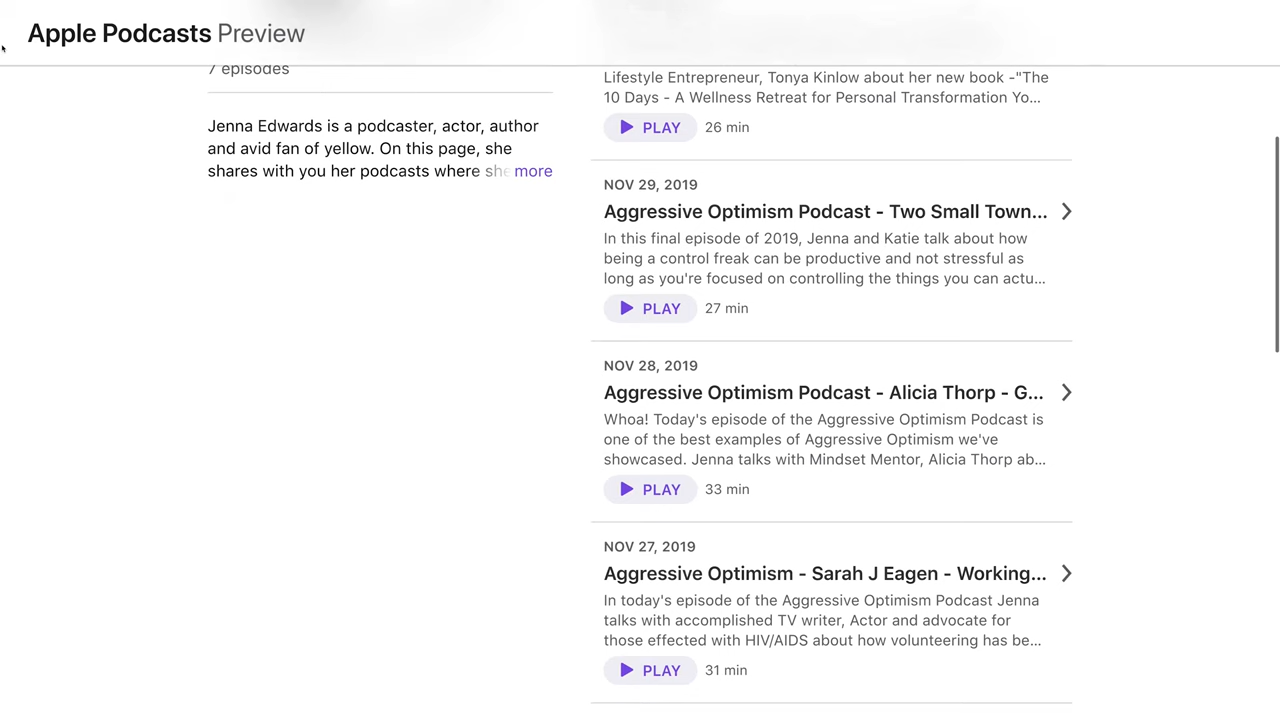 Apple Podcasts Preview
7 episodes
Jenna Edwards is a podcaster, actor, author
and avid fan of yellow. On this page, she
shares with you her podcasts where she more
Lifestyle Entrepreneur, Tonya Kinlow about her new book -"The
10 Days - A Wellness Retreat for Personal Transformation Yo...
PLAY 26 min
NOV 29, 2019
Aggressive Optimism Podcast - Two Small Town...
In this final episode of 2019, Jenna and Katie talk about how
being a control freak can be productive and not stressful as
long as you're focused on controlling the things you can actu...
PLAY 27 min
NOV 28, 2019
Aggressive Optimism Podcast - Alicia Thorp - G...
Whoa! Today's episode of the Aggressive Optimism Podcast is
one of the best examples of Aggressive Optimism we've
showcased. Jenna talks with Mindset Mentor, Alicia Thorp ab...
PLAY 33 min
NOV 27, 2019
Aggressive Optimism - Sarah J Eagen - Working...
In today's episode of the Aggressive Optimism Podcast Jenna
talks with accomplished TV writer, Actor and advocate for
those effected with HIV/AIDS about how volunteering has be...
PLAY 31 min